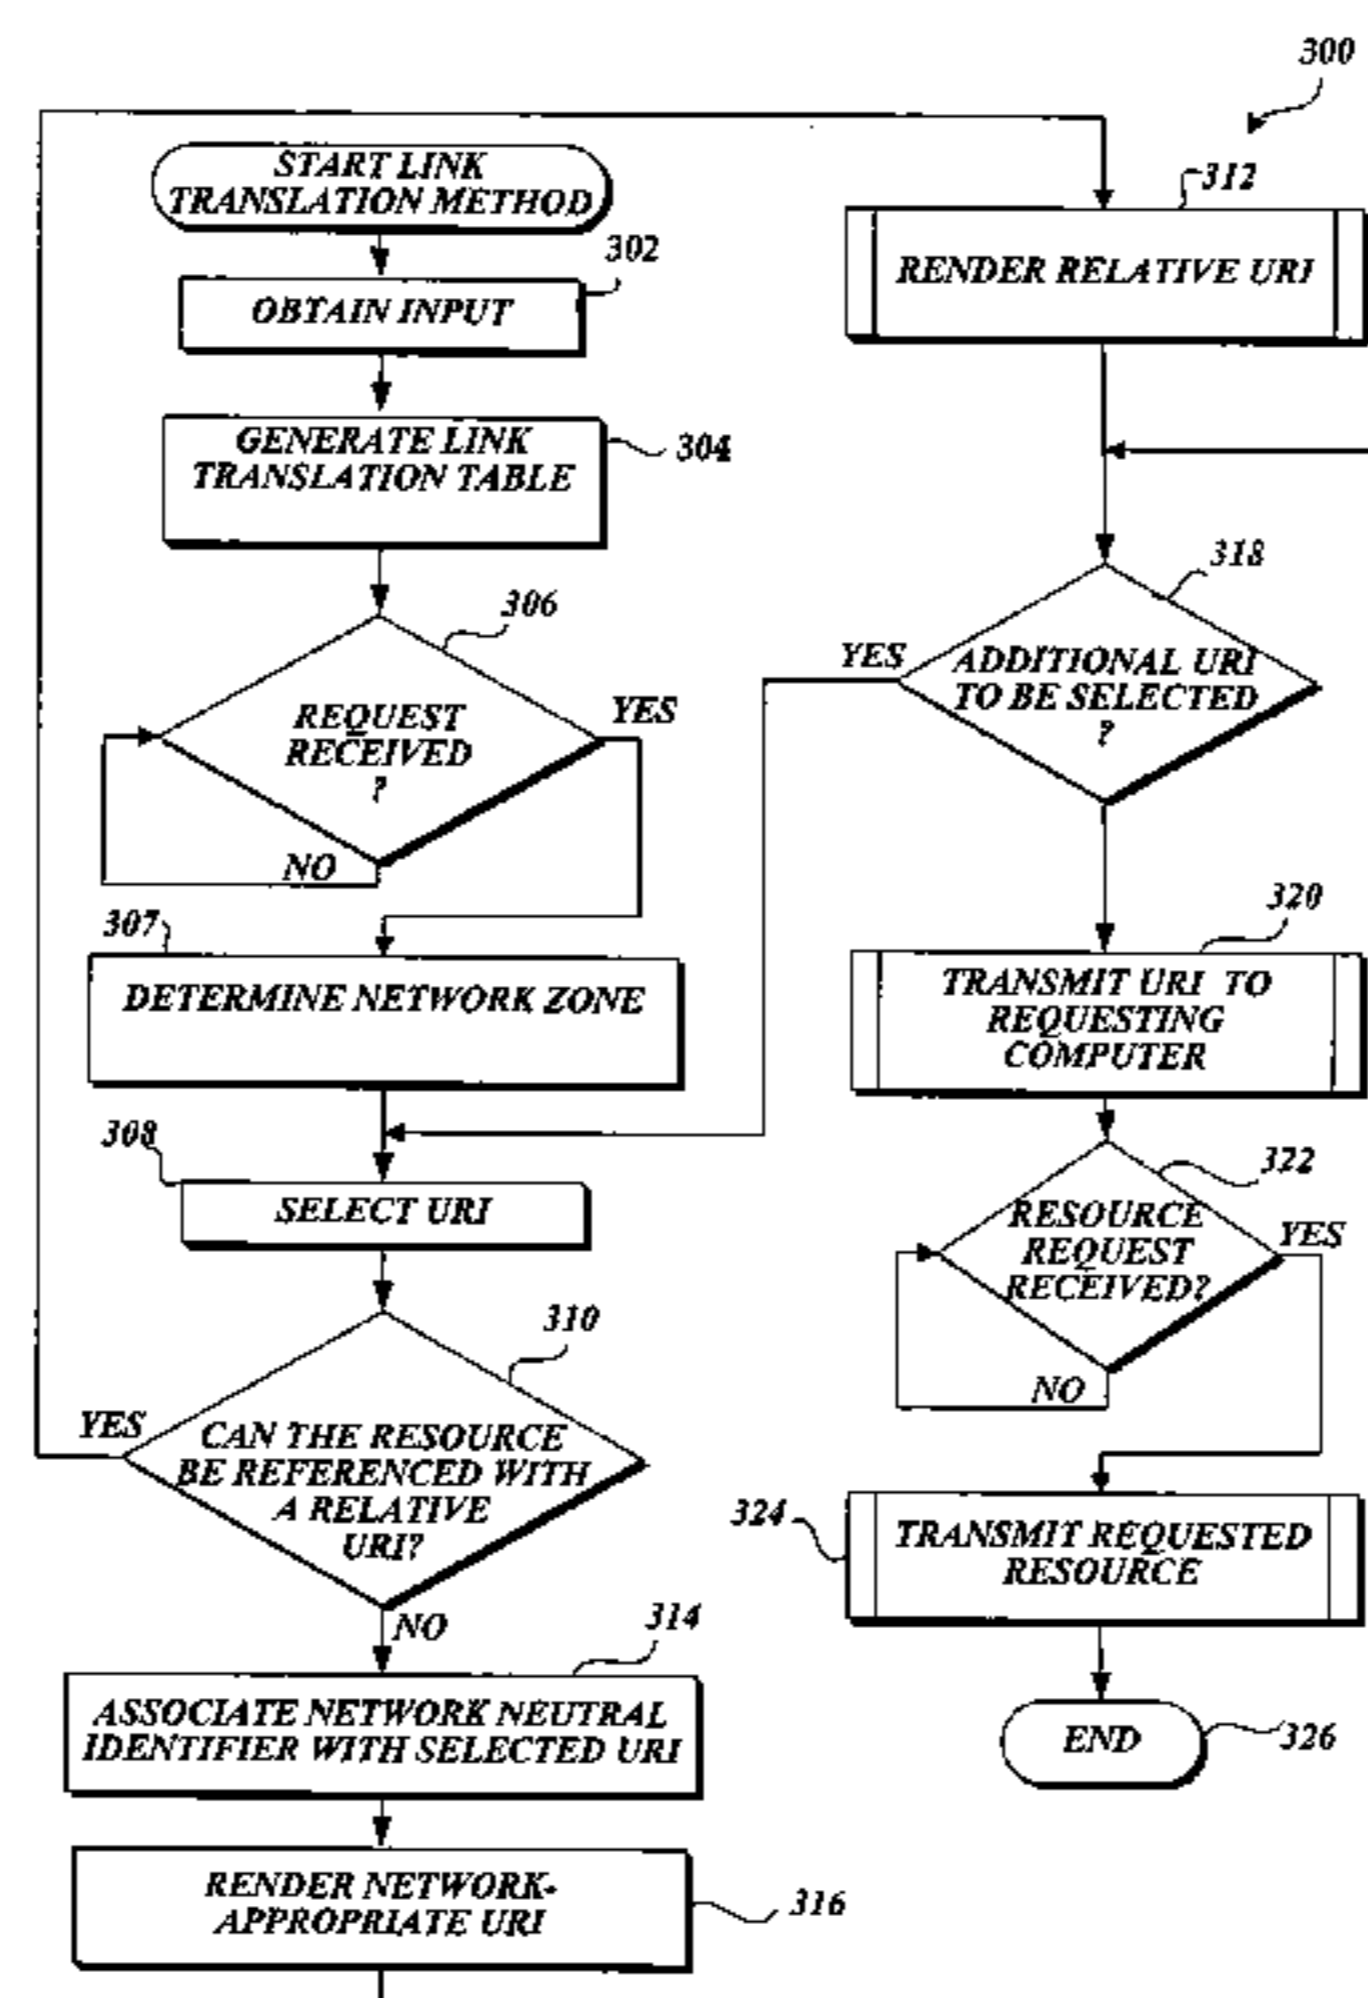 300
START LINK
TRANSLATION METHOD
302
OBTAIN INPUT
GENERATE LINK
TRANSLATION TABLE
304
306
REQUEST
RECEIVED
?
YES
NO
307
DETERMINE NETWORK ZONE
308
SELECT URI
310
YES
CAN THE RESOURCE
BE REFERENCED WITH
A RELATIVE
URI?
NO
314
ASSOCIATE NETWORK NEUTRAL
IDENTIFIER WITH SELECTED URI
RENDER NETWORK-
APPROPRIATE URI
316
312
RENDER RELATIVE URI
318
YES
ADDITIONAL URI
TO BE SELECTED
?
320
TRANSMIT URI TO
REQUESTING
COMPUTER
322
RESOURCE
REQUEST
RECEIVED?
YES
NO
324
TRANSMIT REQUESTED
RESOURCE
END
326